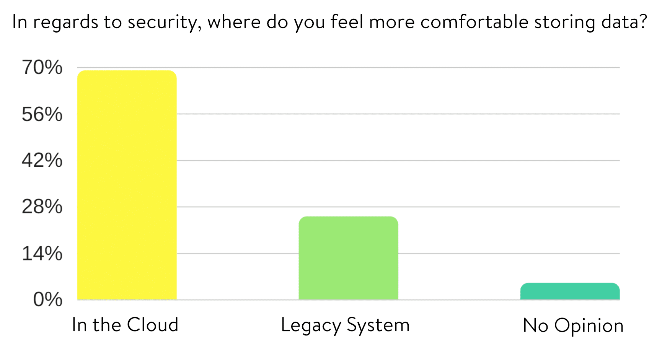 In regards to security, where do you feel more comfortable storing data?
70%
56%
42%
28%
14%
0%
In the Cloud
Legacy System
No Opinion